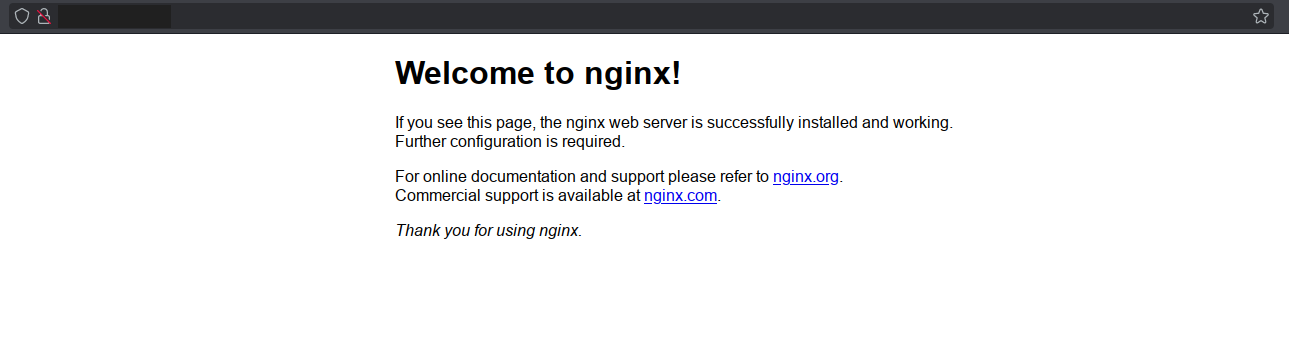 Welcome to nginx!
If you see this page, the nginx web server is successfully installed and working.
Further configuration is required.
For online documentation and support please refer to nginx.org.
Commercial support is available at nginx.com.
Thank you for using nginx.